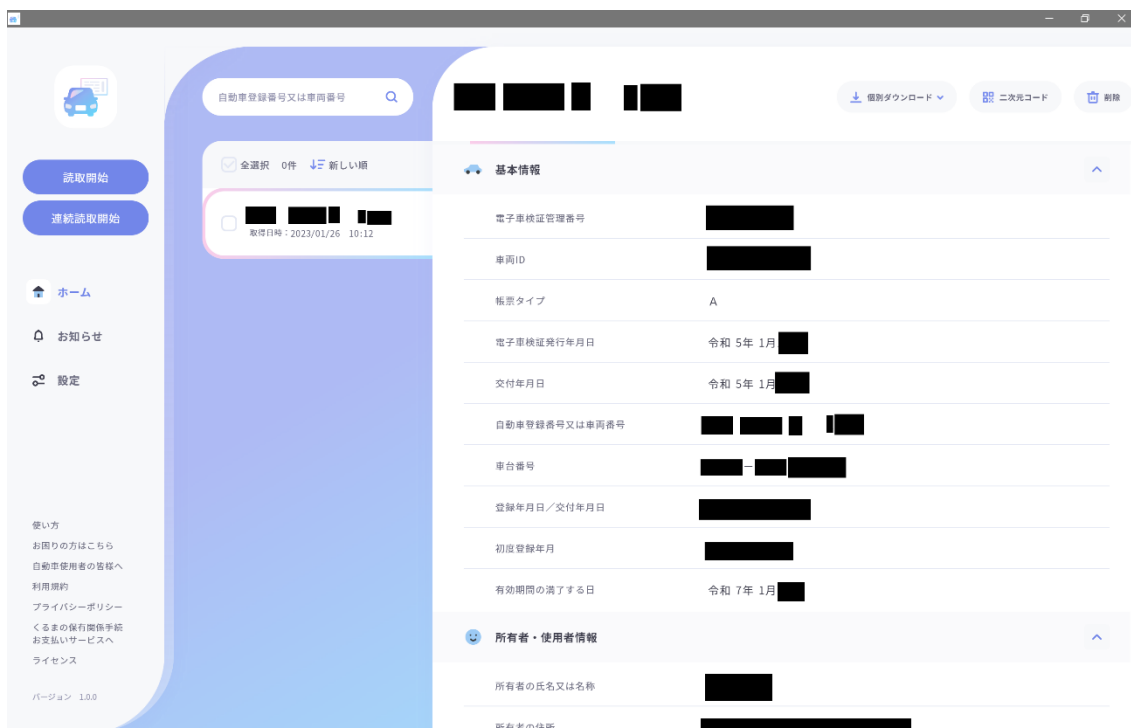 自動車登録番号又は車両番号
個別ダウンロード
二次元コード
削除
読取開始
連続読取開始
ホーム
お知らせ
設定
使い方
お困りの方はこちら
自動車使用者の皆様へ
利用規約
プライバシーポリシー
くるまの保有関係手続
お支払いサービスへ
ライセンス
バージョン 1.0.0
全選択 0件 新しい順
取得日時：2023/01/26 10:12
基本情報
電子車検証管理番号
車両ID
帳票タイプ A
電子車検証発行年月日 令和 5年 1月
交付年月日 令和 5年 1月
自動車登録番号又は車両番号
車台番号 －
登録年月日／交付年月日
初度登録年月
有効期間の満了する日 令和 7年 1月
所有者・使用者情報
所有者の氏名又は名称
所有者の住所